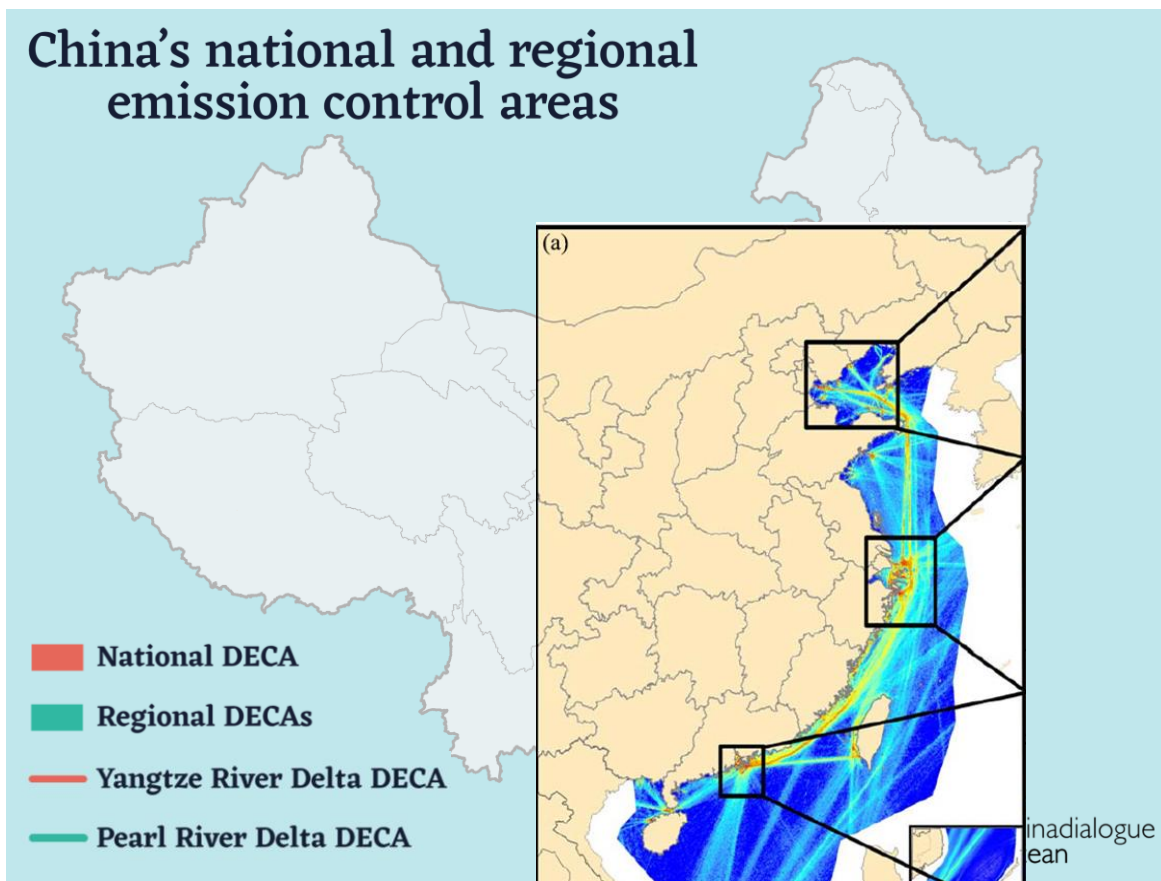 China’s national and regional
emission control areas
(a)
National DECA
Regional DECAs
Yangtze River Delta DECA
Pearl River Delta DECA
inadialogue
ean